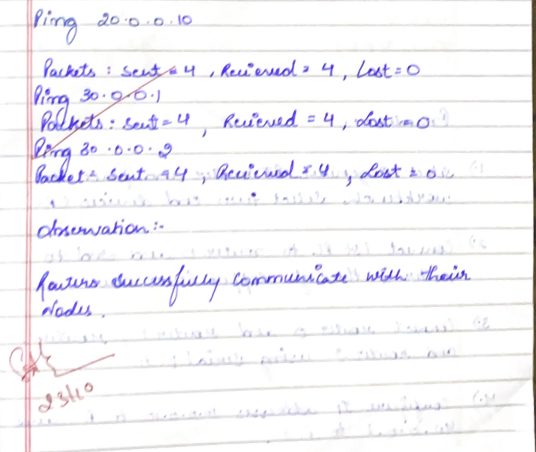 Ping 20.0.0.10
Packets : Sent = 4 , Recieved = 4 , Lost = 0
Ping 30.0.0.1
Packets : Sent = 4 , Recieved = 4 , Lost = 0
Ping 30.0.0.2
Packet = Sent = 4 , Recieved = 4 , Lost = 0
Observation :-
Routers successfully communicate with their
Nodes.
23/10